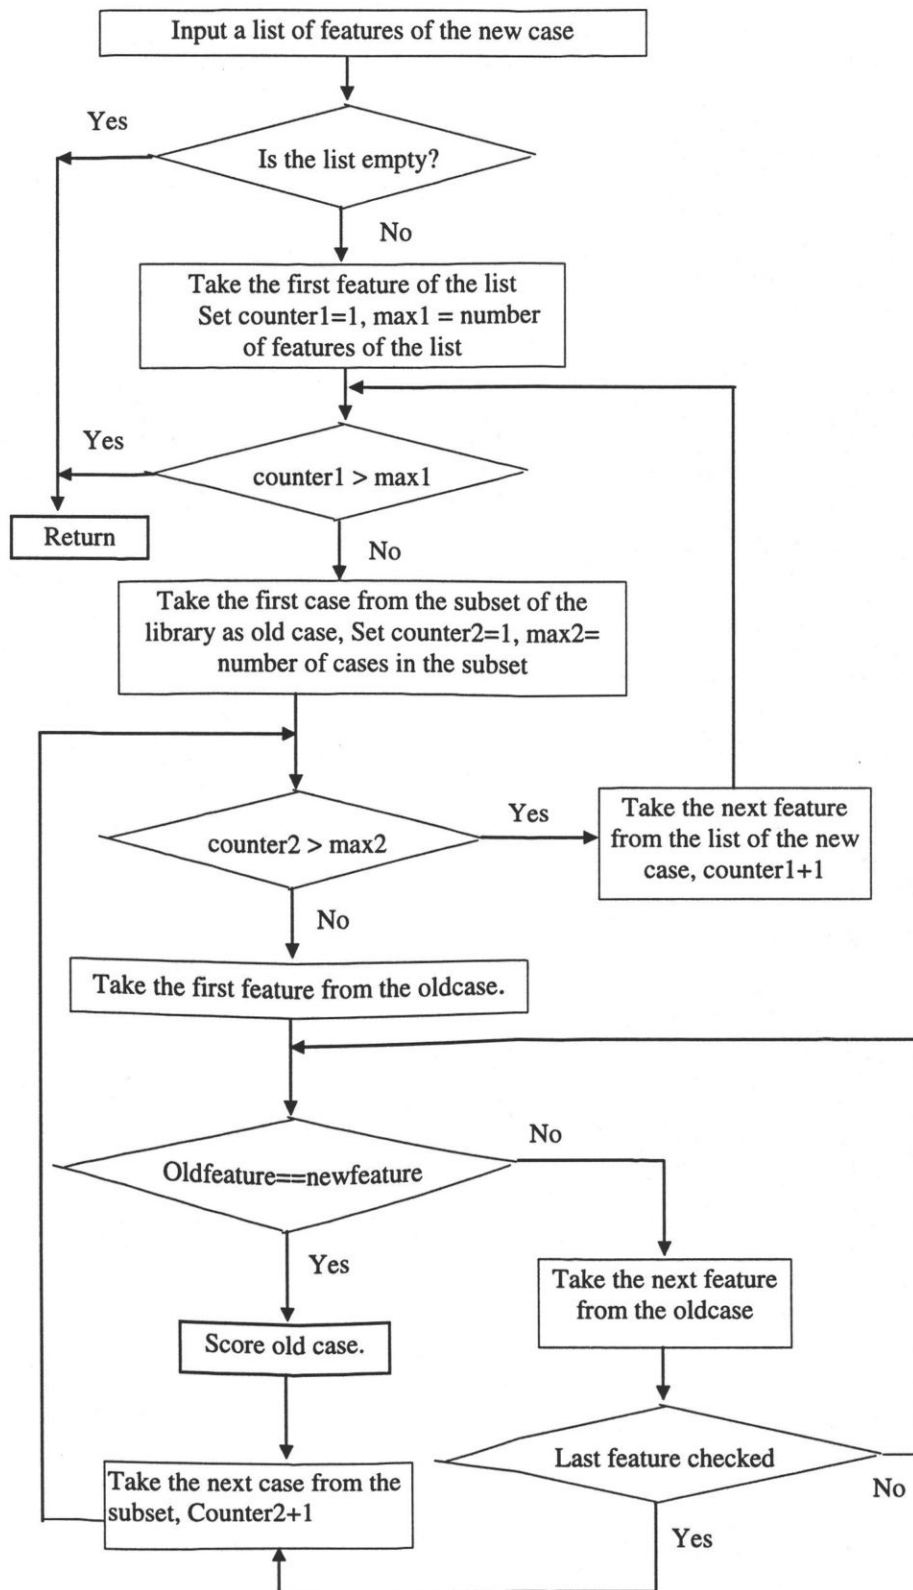 Input a list of features of the new case
Yes
Is the list empty?
No
Take the first feature of the list
Set counter1=1, max1 = number
of features of the list
Yes
counter1 > max1
Return
No
Take the first case from the subset of the
library as old case, Set counter2=1, max2=
number of cases in the subset
counter2 > max2
Yes
Take the next feature
from the list of the new
case, counter1+1
No
Take the first feature from the oldcase.
Oldfeature==newfeature
No
Yes
Take the next feature
from the oldcase
Score old case.
Last feature checked
No
Take the next case from the
subset, Counter2+1
Yes